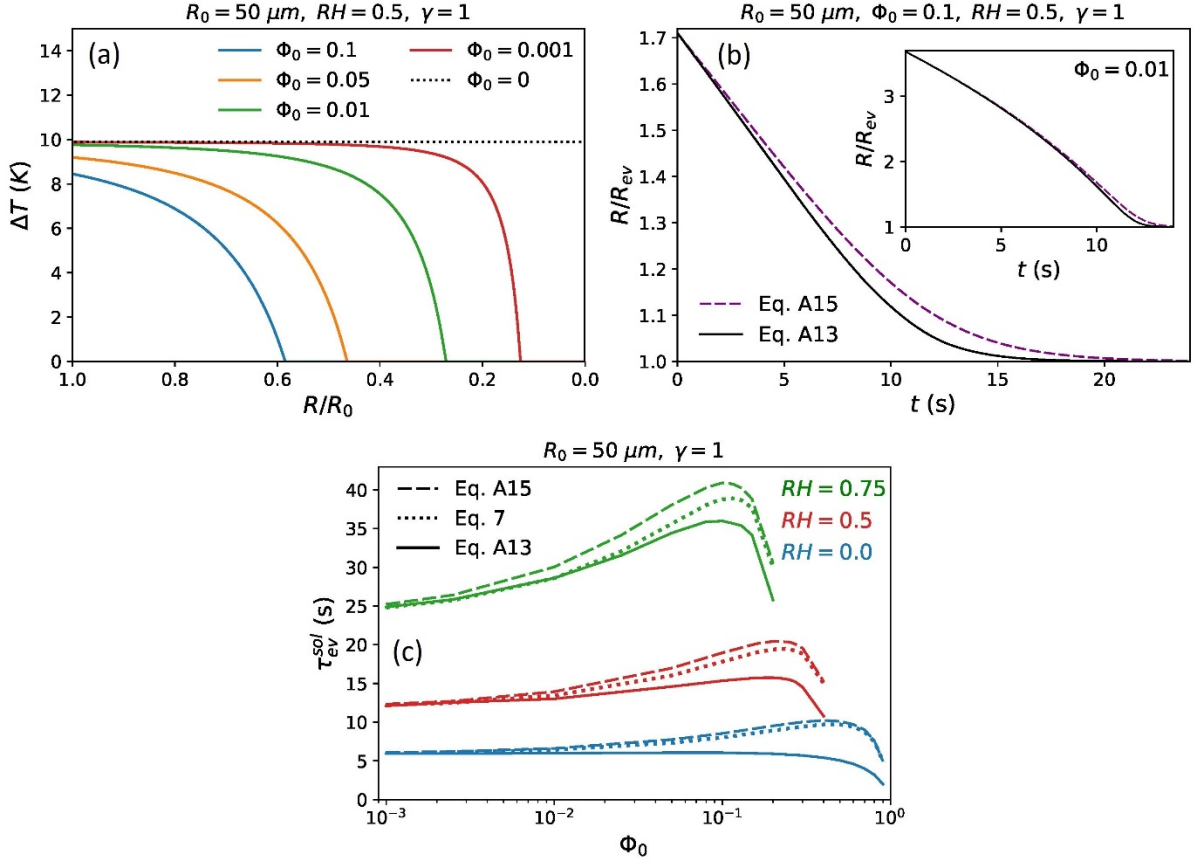 R₀ = 50 μm, RH = 0.5, γ = 1
(a)
Φ₀ = 0.1
Φ₀ = 0.05
Φ₀ = 0.01
Φ₀ = 0.001
Φ₀ = 0
ΔT (K)
14
12
10
8
6
4
2
0
1.0 0.8 0.6 0.4 0.2 0.0
R/R₀
R₀ = 50 μm, Φ₀ = 0.1, RH = 0.5, γ = 1
(b)
R/Rₑᵥ
1.7
1.6
1.5
1.4
1.3
1.2
1.1
1.0
0 5 10 15 20
t (s)
Eq. A15
Eq. A13
Φ₀ = 0.01
R/Rₑᵥ
3
2
1
0 5 10
t (s)
R₀ = 50 μm, γ = 1
Eq. A15
Eq. 7
Eq. A13
RH = 0.75
RH = 0.5
RH = 0.0
(c)
τₑᵥˢᵒˡ (s)
40
35
30
25
20
15
10
5
0
10⁻³ 10⁻² 10⁻¹ 10⁰
Φ₀